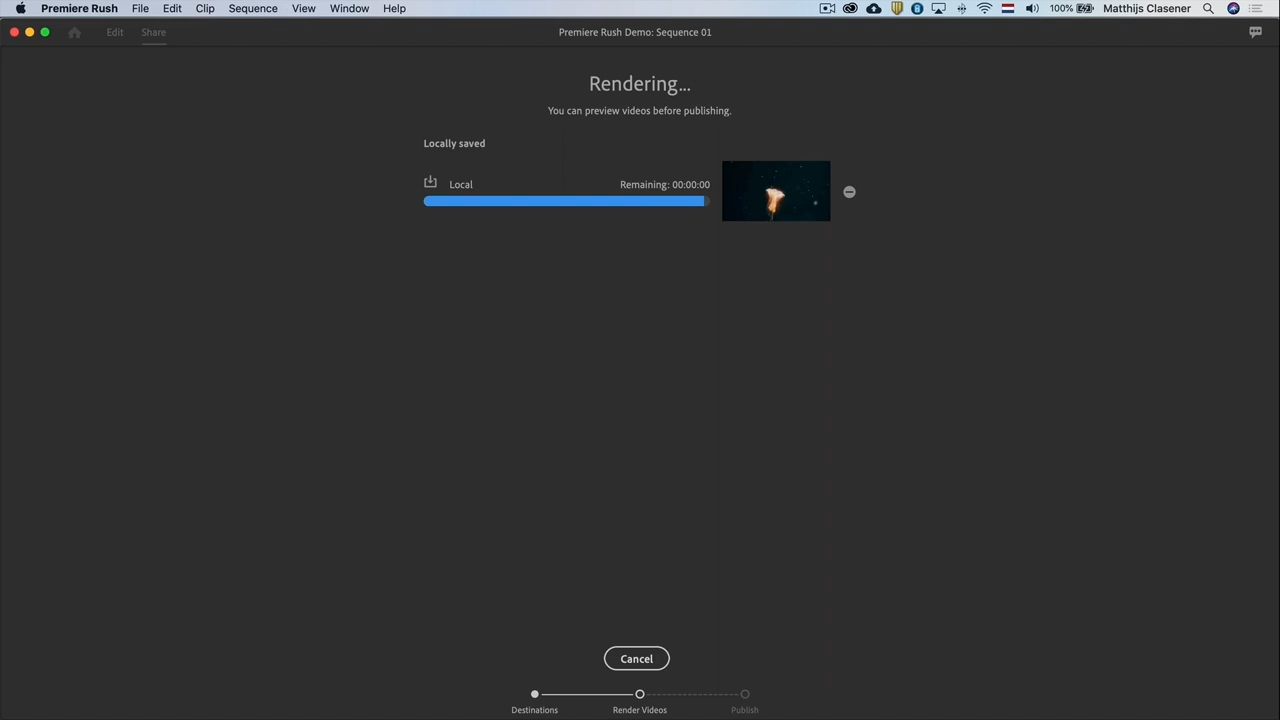 Premiere Rush File Edit Clip Sequence View Window Help 100% Matthijs Clasener
Edit Share Premiere Rush Demo: Sequence 01
Rendering...
You can preview videos before publishing.
Locally saved
Local Remaining: 00:00:00
Cancel
Destinations Render Videos Publish